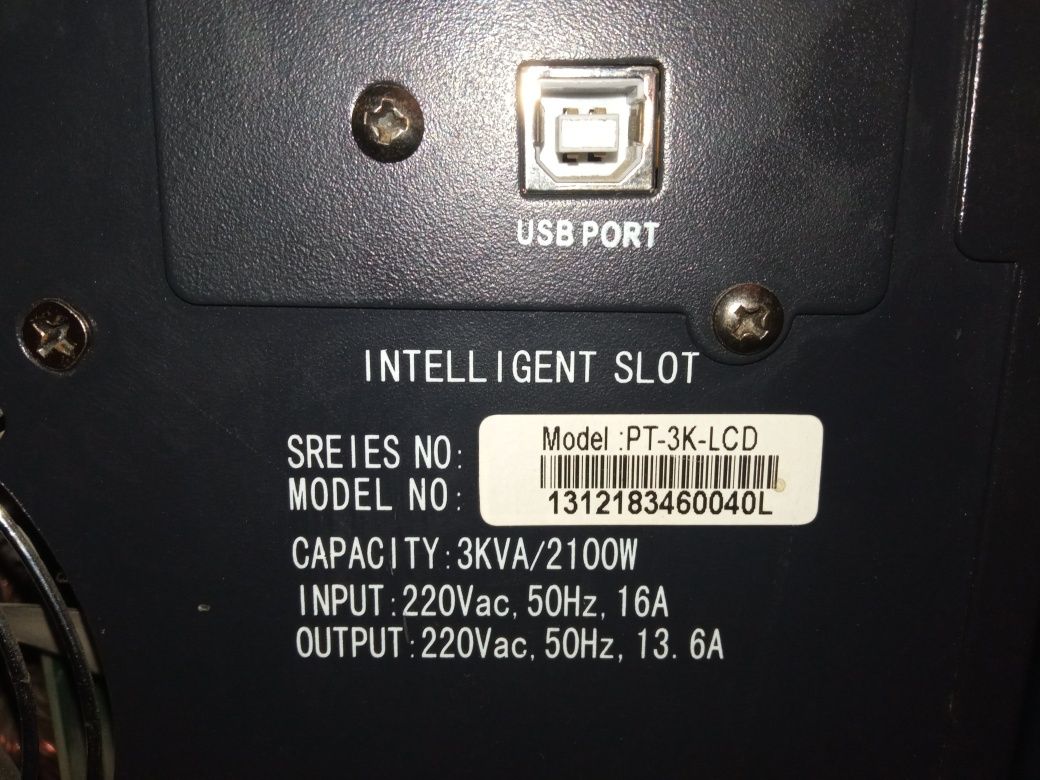 USB PORT
INTELLIGENT SLOT
SREIES NO:
Model :PT-3K-LCD
MODEL NO:
1312183460040L
CAPACITY:3KVA/2100W
INPUT:220Vac, 50Hz, 16A
OUTPUT:220Vac, 50Hz, 13. 6A